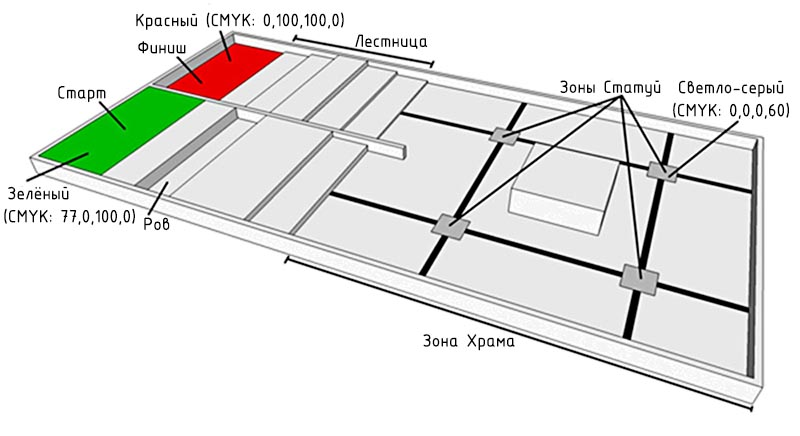 Красный (CMYK: 0,100,100,0)
Финиш
Лестница
Старт
Зоны Статуй
Светло-серый
(CMYK: 0,0,0,60)
Зелёный
(CMYK: 77,0,100,0)
Ров
Зона Храма